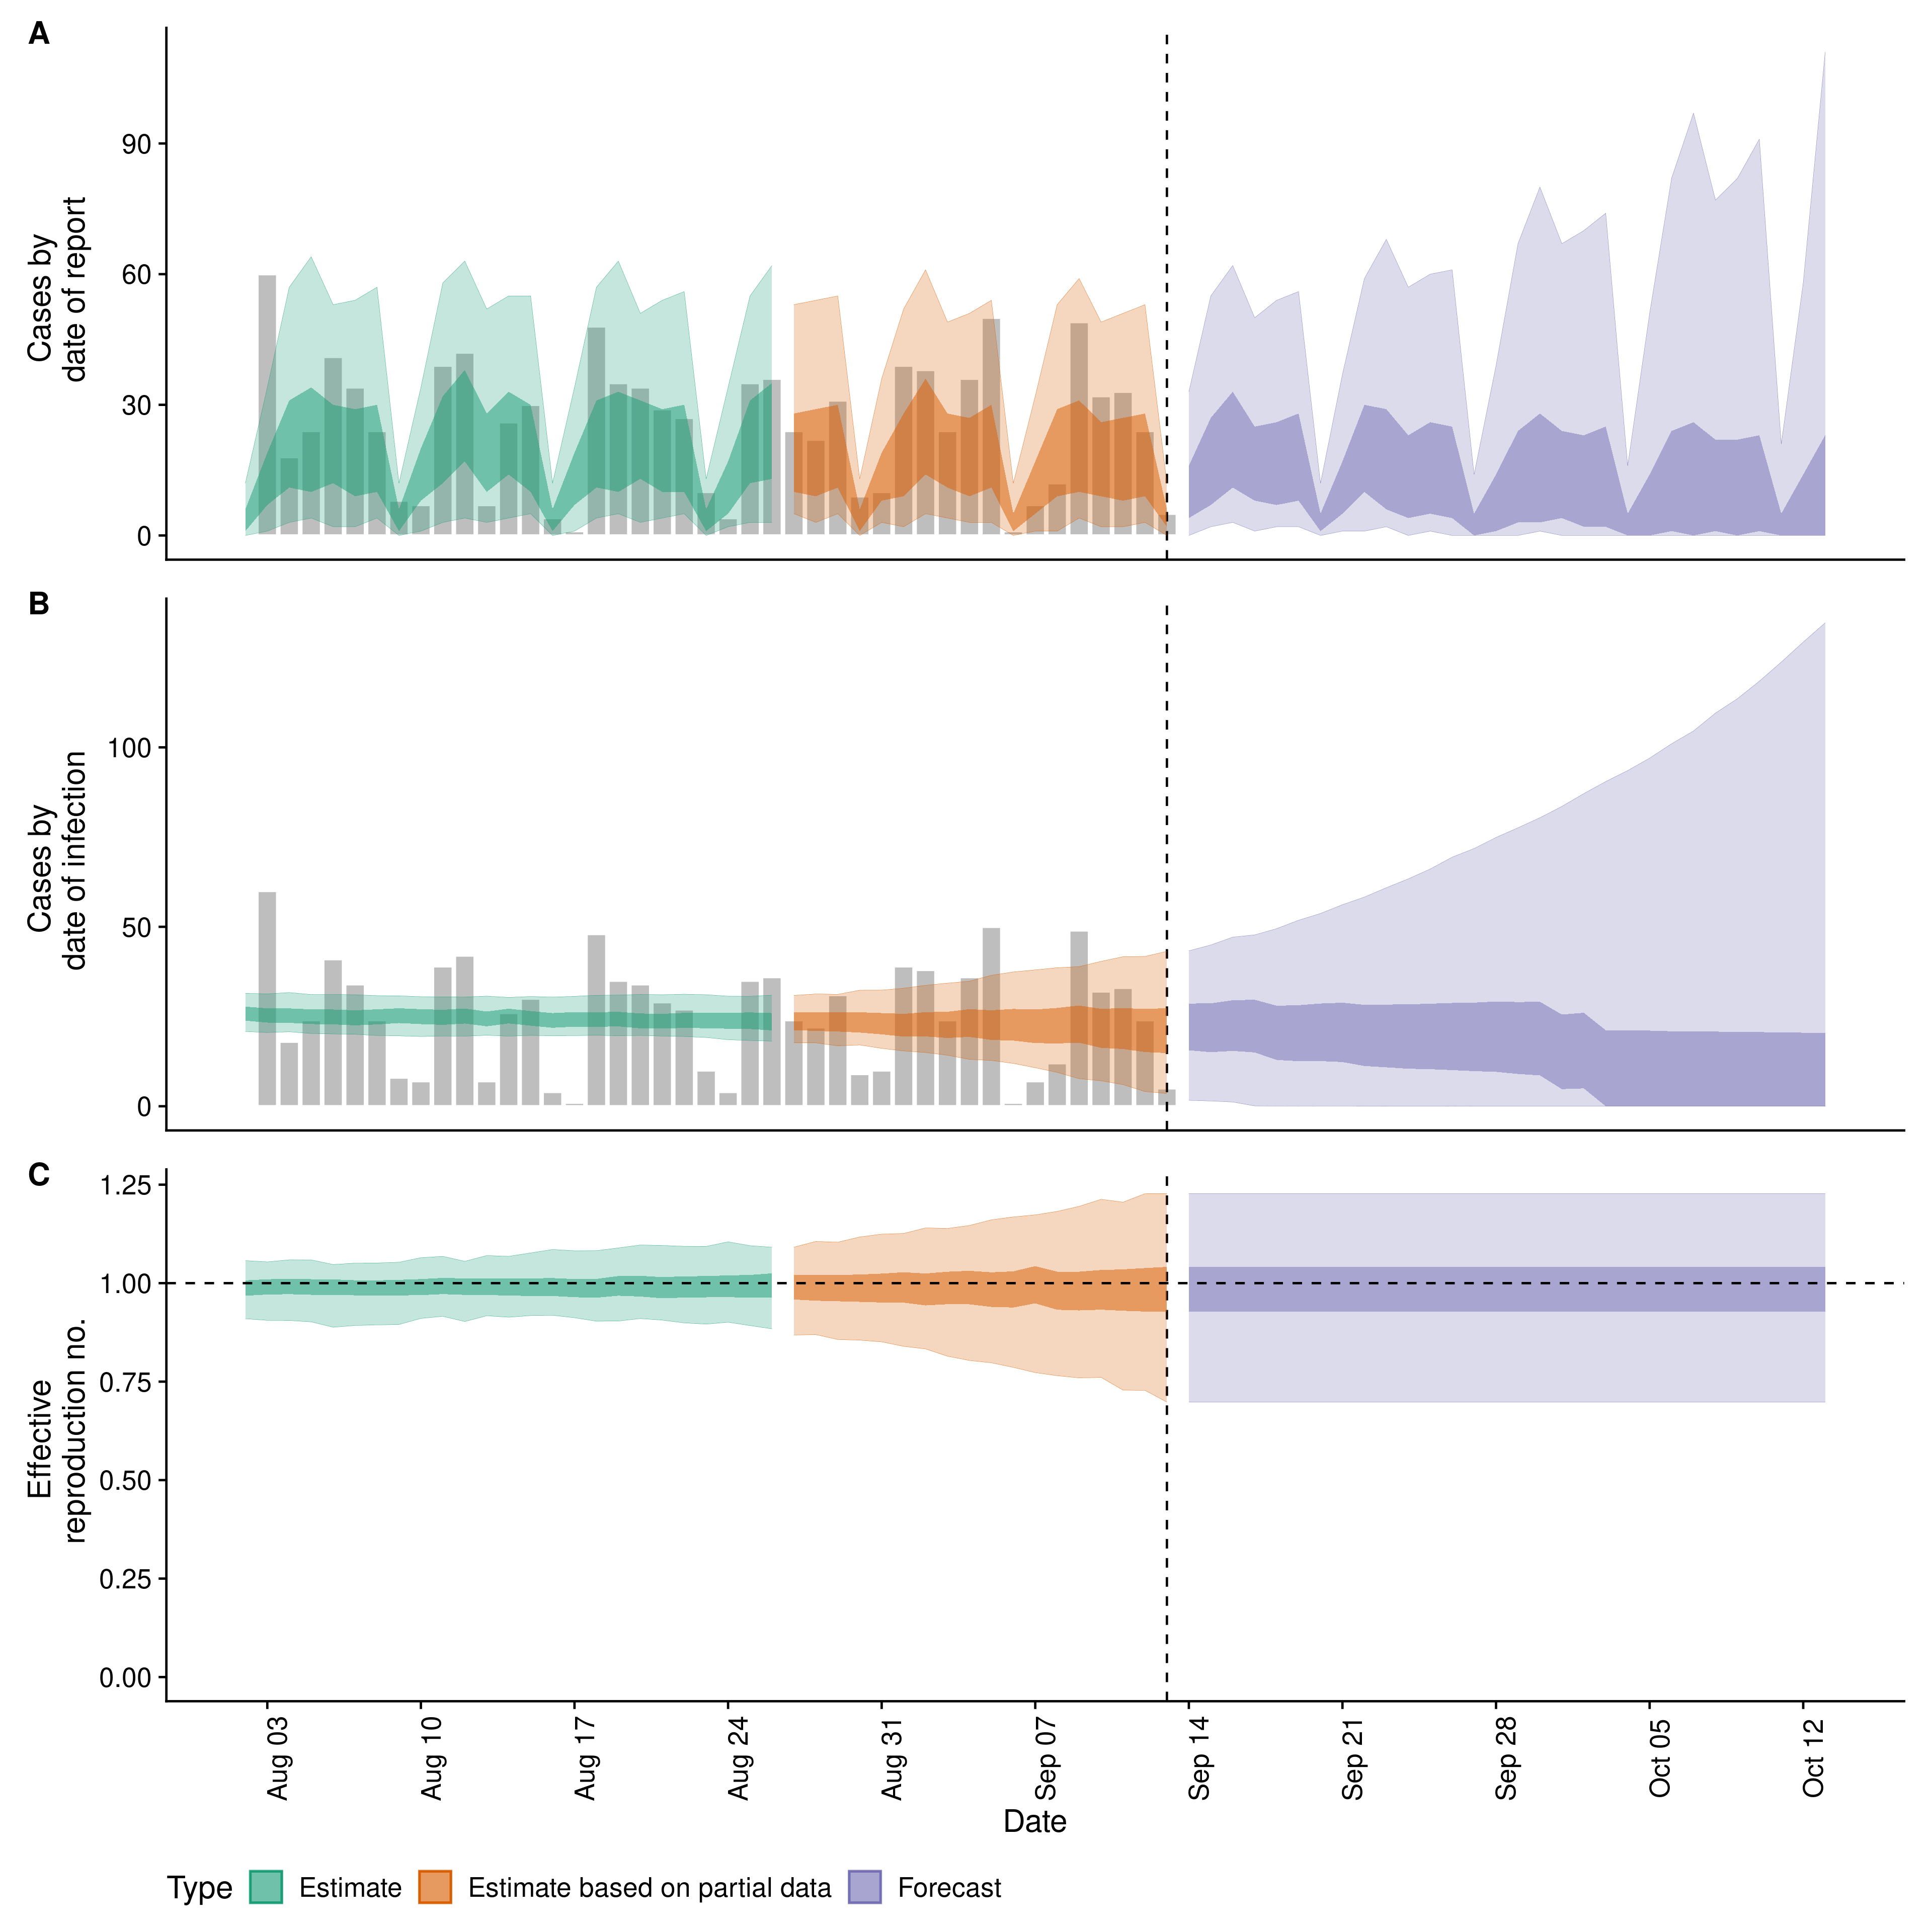 A
Cases by
date of report
90
60
30
0
B
Cases by
date of infection
100
50
0
C
Effective
reproduction no.
1.25
1.00
0.75
0.50
0.25
0.00
Aug 03
Aug 10
Aug 17
Aug 24
Aug 31
Sep 07
Sep 14
Sep 21
Sep 28
Oct 05
Oct 12
Date
Type Estimate Estimate based on partial data Forecast